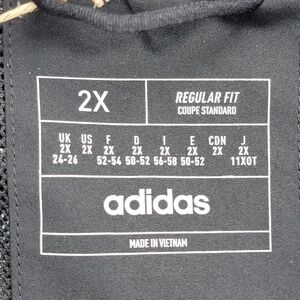 2X
REGULAR FIT
COUPE STANDARD
UK US F D I E CDN J
2X 2X 2X 2X 2X 2X 2X 2X
24-26 52-54 50-52 56-58 50-52 11XOT
adidas
MADE IN VIETNAM